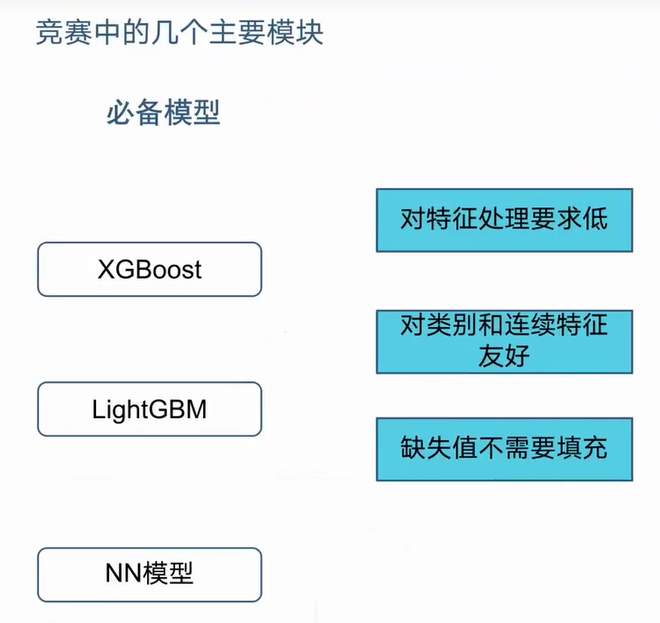 竞赛中的几个主要模块
必备模型
对特征处理要求低
XGBoost
对类别和连续特征
友好
LightGBM
缺失值不需要填充
NN模型